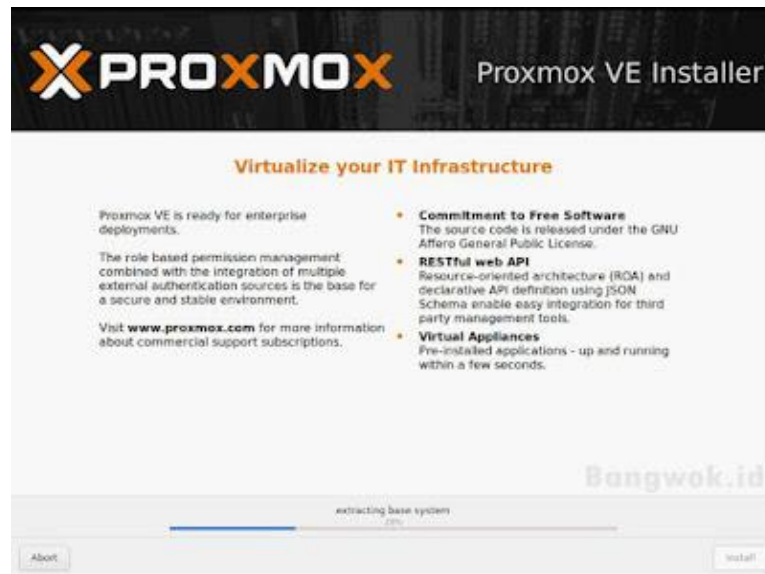 PROXMOX
Proxmox VE Installer
Virtualize your IT Infrastructure
Proxmox VE is ready for enterprise
deployments.
The role based permission management
combined with the integration of multiple
external authentication sources is the base for
a secure and stable environment.
Visit www.proxmox.com for more information
about commercial support subscriptions.
Commitment to Free Software
The source code is released under the GNU
Affero General Public License.
RESTful web API
Resource-oriented architecture (ROA) and
declarative API definition using JSON
Schema enable easy integration for third
party management tools.
Virtual Appliances
Pre-installed applications - up and running
within a few seconds.
Bangwok.id
extracting base system
Abort
Install